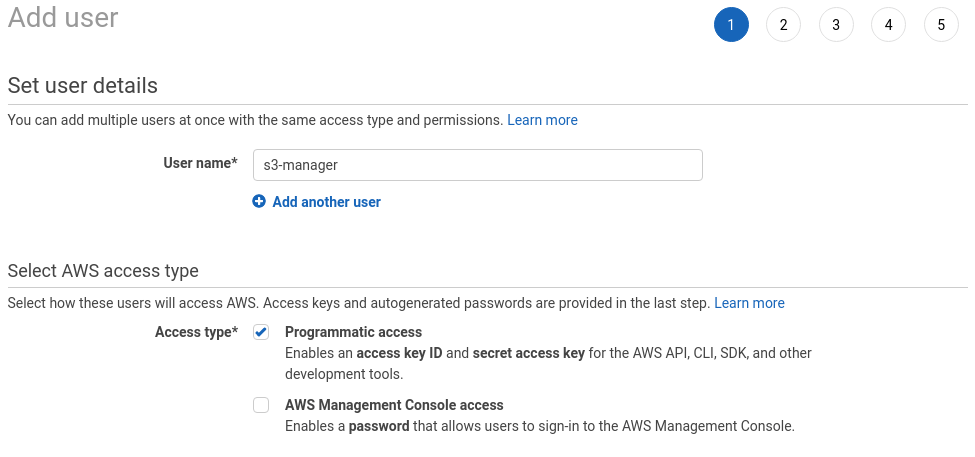 Add user
1 2 3 4 5
Set user details
You can add multiple users at once with the same access type and permissions. Learn more
User name* s3-manager
Add another user
Select AWS access type
Select how these users will access AWS. Access keys and autogenerated passwords are provided in the last step. Learn more
Access type* Programmatic access
Enables an access key ID and secret access key for the AWS API, CLI, SDK, and other
development tools.
AWS Management Console access
Enables a password that allows users to sign-in to the AWS Management Console.